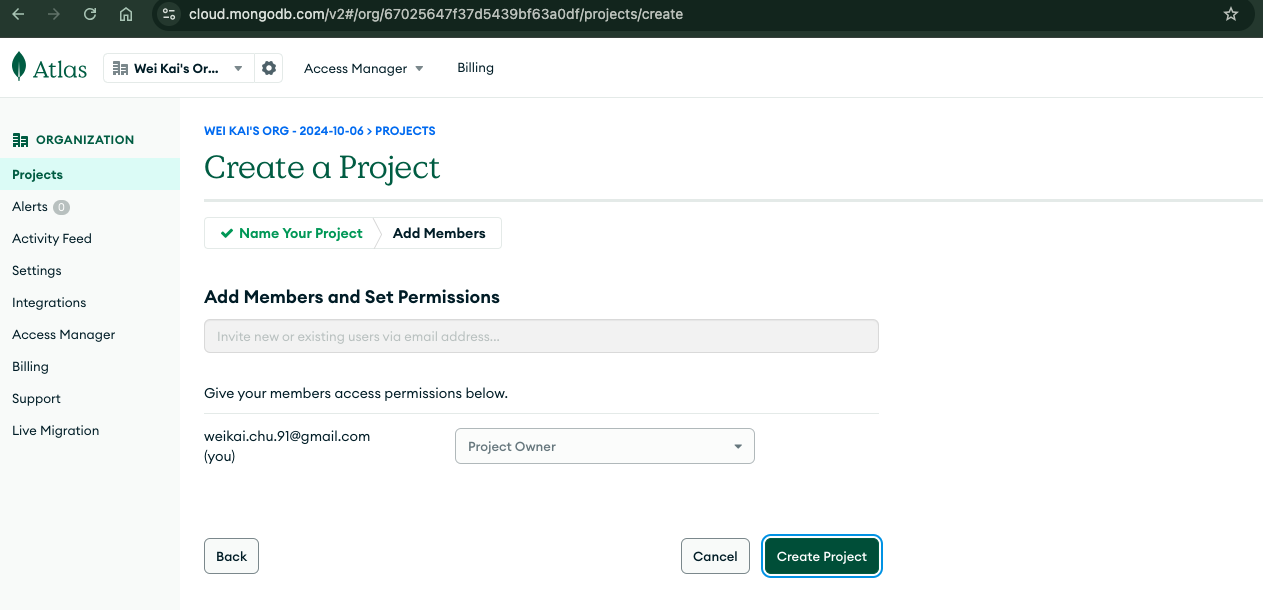 cloud.mongodb.com/v2#/org/67025647f37d5439bf63a0df/projects/create
Atlas
Wei Kai's Or...
Access Manager
Billing
ORGANIZATION
Projects
Alerts 0
Activity Feed
Settings
Integrations
Access Manager
Billing
Support
Live Migration
WEI KAI'S ORG - 2024-10-06 > PROJECTS
Create a Project
Name Your Project
Add Members
Add Members and Set Permissions
Invite new or existing users via email address...
Give your members access permissions below.
weikai.chu.91@gmail.com
(you)
Project Owner
Back
Cancel
Create Project